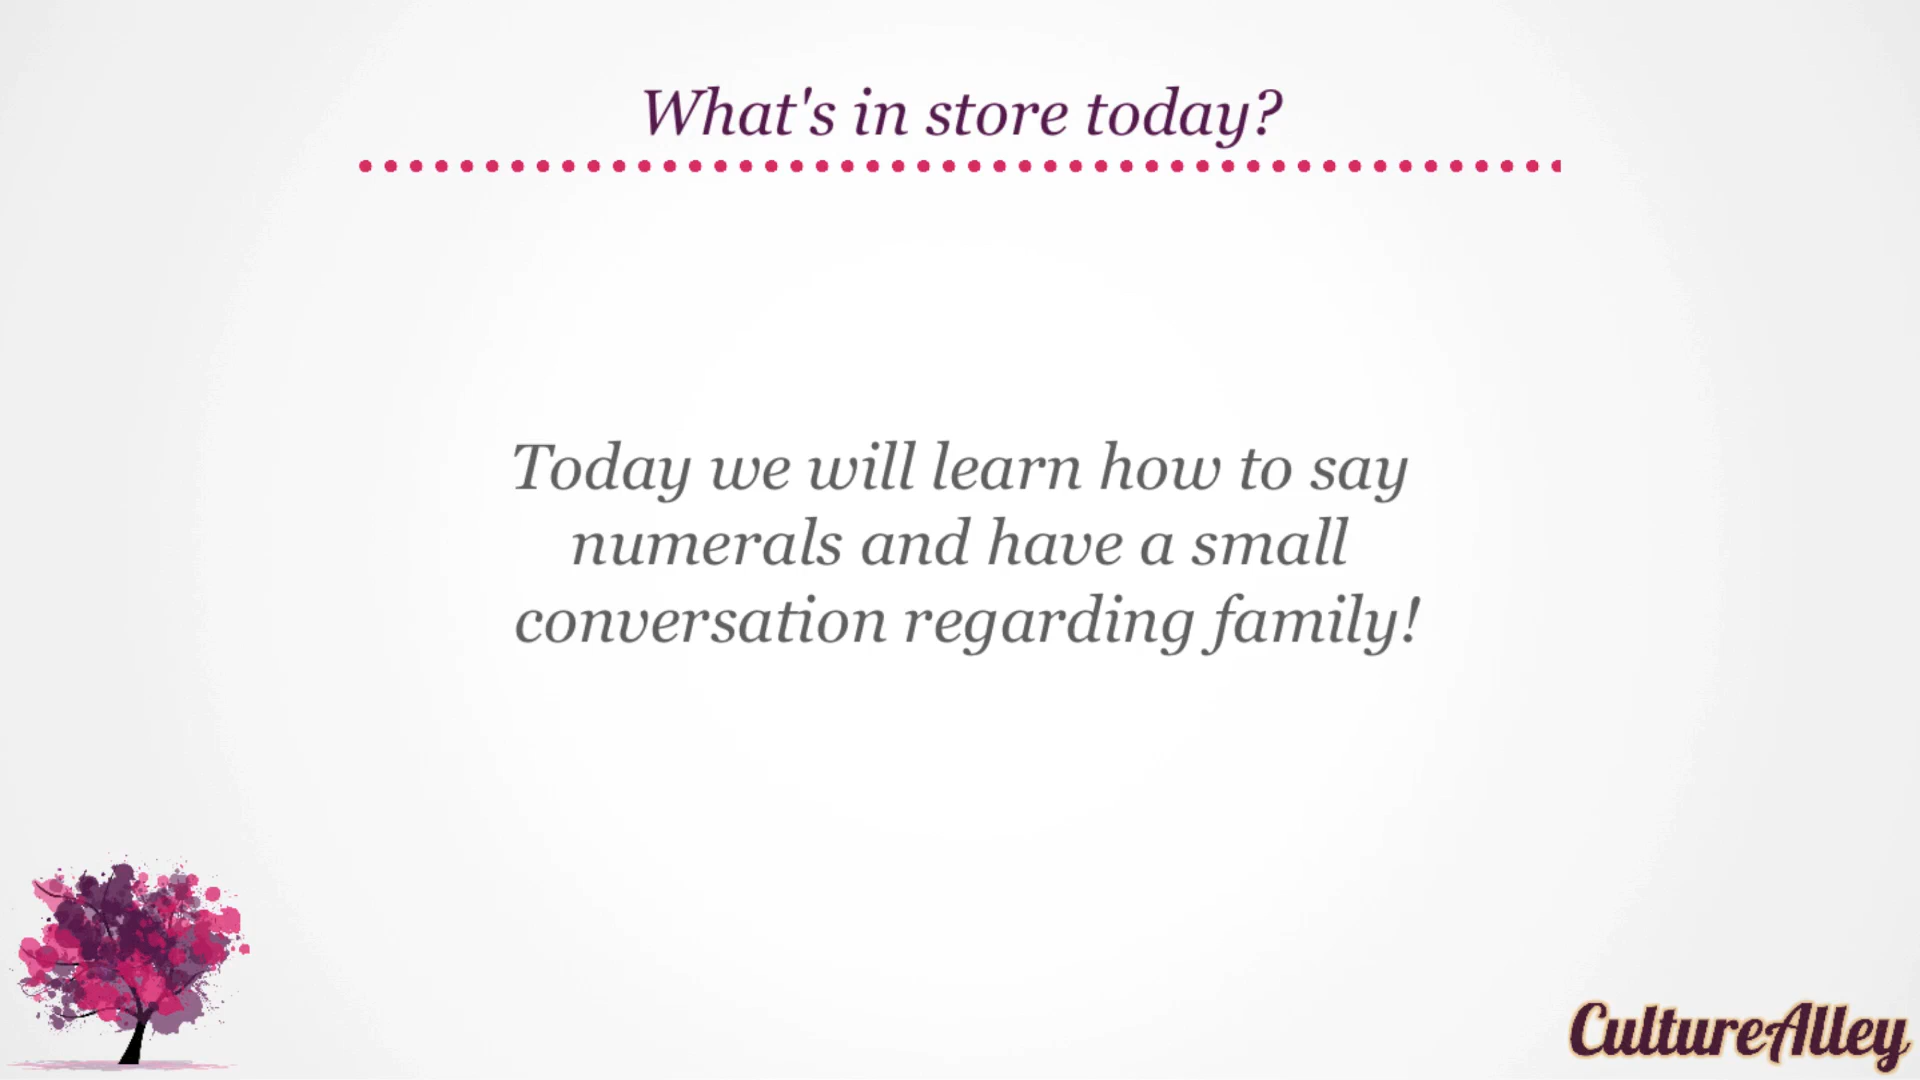 What's in store today?
Today we will learn how to say
numerals and have a small
conversation regarding family!
CultureAlley